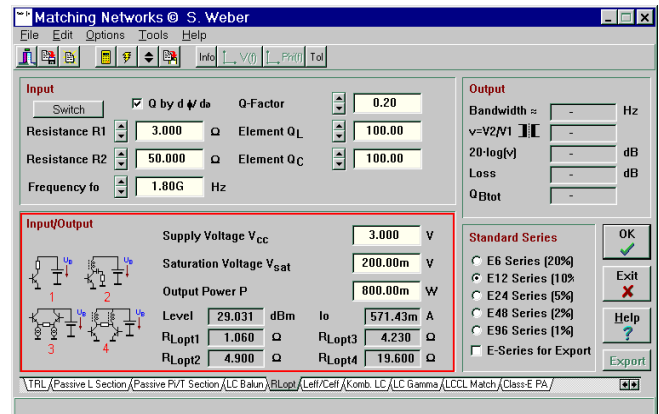 Matching Networks © S. Weber
File Edit Options Tools Help
Info V(f) Ph(f) Tol
Input
Switch
Q by d φ/ dω
Q-Factor 0.20
Resistance R1 3.000 Ω
Element QL 100.00
Resistance R2 50.000 Ω
Element QC 100.00
Frequency fo 1.80G Hz
Output
Bandwidth ≈ - Hz
v=V2/V1 -
20·log(v) - dB
Loss - dB
QBtot -
Input/Output
Supply Voltage Vcc 3.000 V
Saturation Voltage Vsat 200.00m V
Output Power P 800.00m W
Level 29.031 dBm
Io 571.43m A
RLopt1 1.060 Ω
RLopt3 4.230 Ω
RLopt2 4.900 Ω
RLopt4 19.600 Ω
UB UB
1 2
UB UB
3 4
Standard Series
E6 Series (20%)
E12 Series (10%
E24 Series (5%)
E48 Series (2%)
E96 Series (1%)
E-Series for Export
OK
Exit
Help
?
Export
TRL Passive L Section Passive Pi/T Section LC Balun RLopt Leff/Ceff Komb. LC LC Gamma LCCL Match Class-E PA